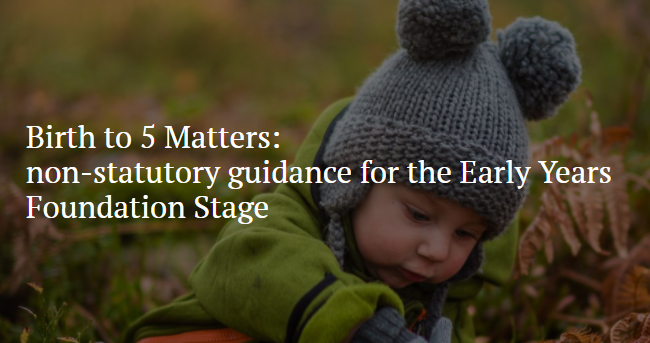 Birth to 5 Matters:
non-statutory guidance for the Early Years
Foundation Stage